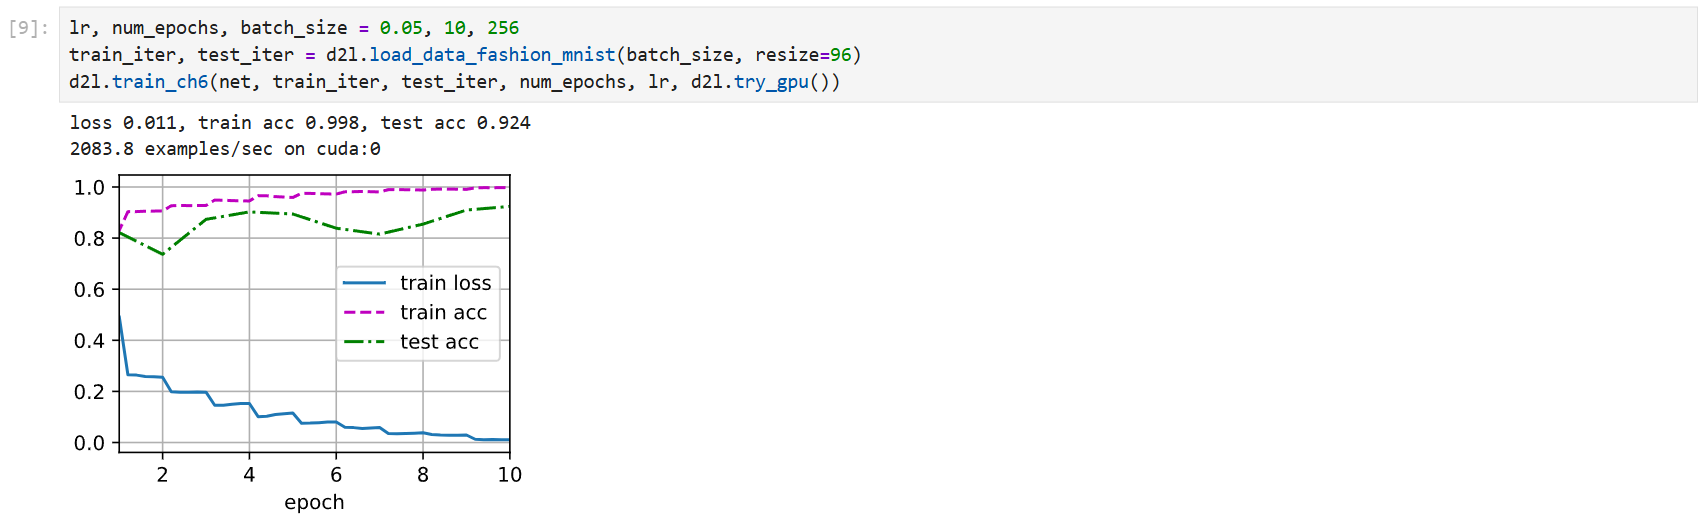 [9]: lr, num_epochs, batch_size = 0.05, 10, 256
train_iter, test_iter = d2l.load_data_fashion_mnist(batch_size, resize=96)
d2l.train_ch6(net, train_iter, test_iter, num_epochs, lr, d2l.try_gpu())
loss 0.011, train acc 0.998, test acc 0.924
2083.8 examples/sec on cuda:0
1.0
0.8
0.6
0.4
0.2
0.0
train loss
train acc
test acc
2 4 6 8 10
epoch